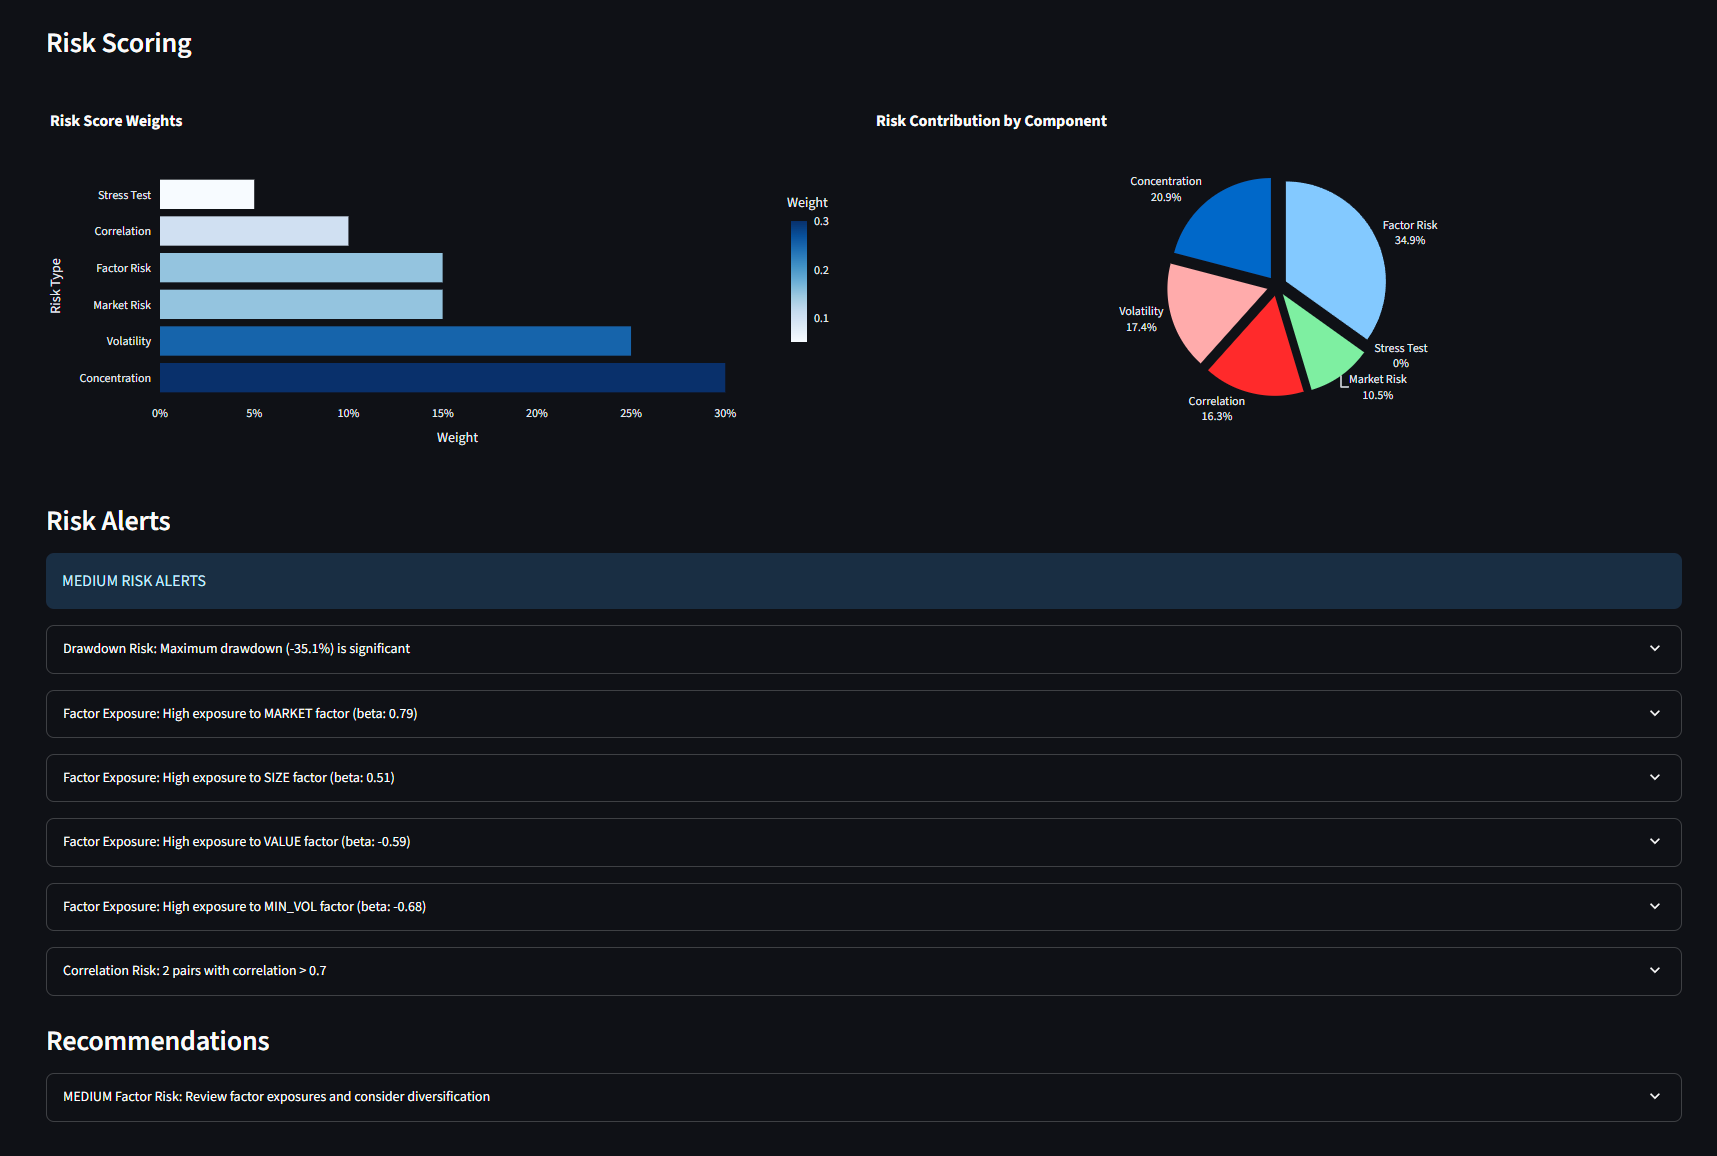 Risk Scoring
Risk Score Weights
Risk Type
Stress Test
Correlation
Factor Risk
Market Risk
Volatility
Concentration
0%
5%
10%
15%
20%
25%
30%
Weight
Weight
0.3
0.2
0.1
Risk Contribution by Component
Concentration
20.9%
Factor Risk
34.9%
Volatility
17.4%
Stress Test
0%
Market Risk
10.5%
Correlation
16.3%
Risk Alerts
MEDIUM RISK ALERTS
Drawdown Risk: Maximum drawdown (-35.1%) is significant
Factor Exposure: High exposure to MARKET factor (beta: 0.79)
Factor Exposure: High exposure to SIZE factor (beta: 0.51)
Factor Exposure: High exposure to VALUE factor (beta: -0.59)
Factor Exposure: High exposure to MIN_VOL factor (beta: -0.68)
Correlation Risk: 2 pairs with correlation > 0.7
Recommendations
MEDIUM Factor Risk: Review factor exposures and consider diversification